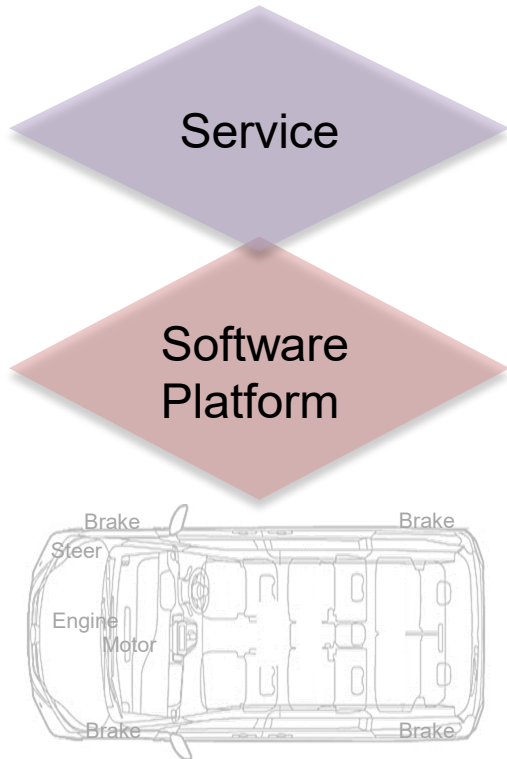 Service
Software
Platform
Brake
Brake
Steer
Engine
Motor
Brake
Brake